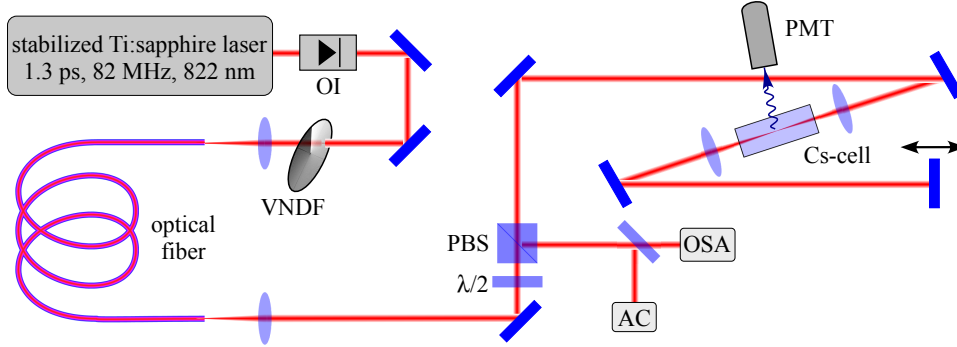 stabilized Ti:sapphire laser
1.3 ps, 82 MHz, 822 nm
OI
PMT
Cs-cell
VNDF
optical
fiber
PBS
OSA
λ/2
AC